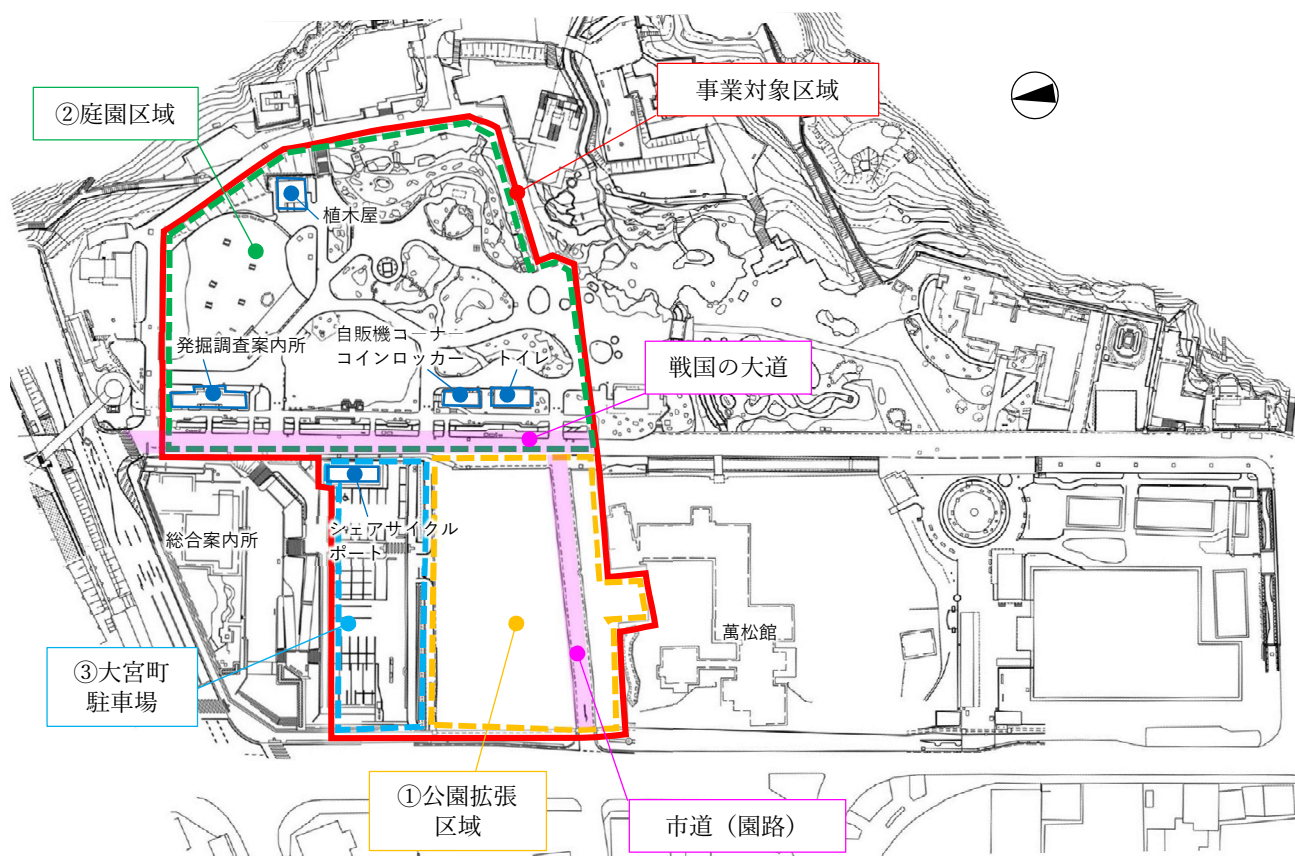 事業対象区域
②庭園区域
植木屋
自販機コーナー
コインロッカー
トイレ
発掘調査案内所
戦国の大道
シェアサイクル
ポート
総合案内所
萬松館
③大宮町
駐車場
①公園拡張
区域
市道（園路）